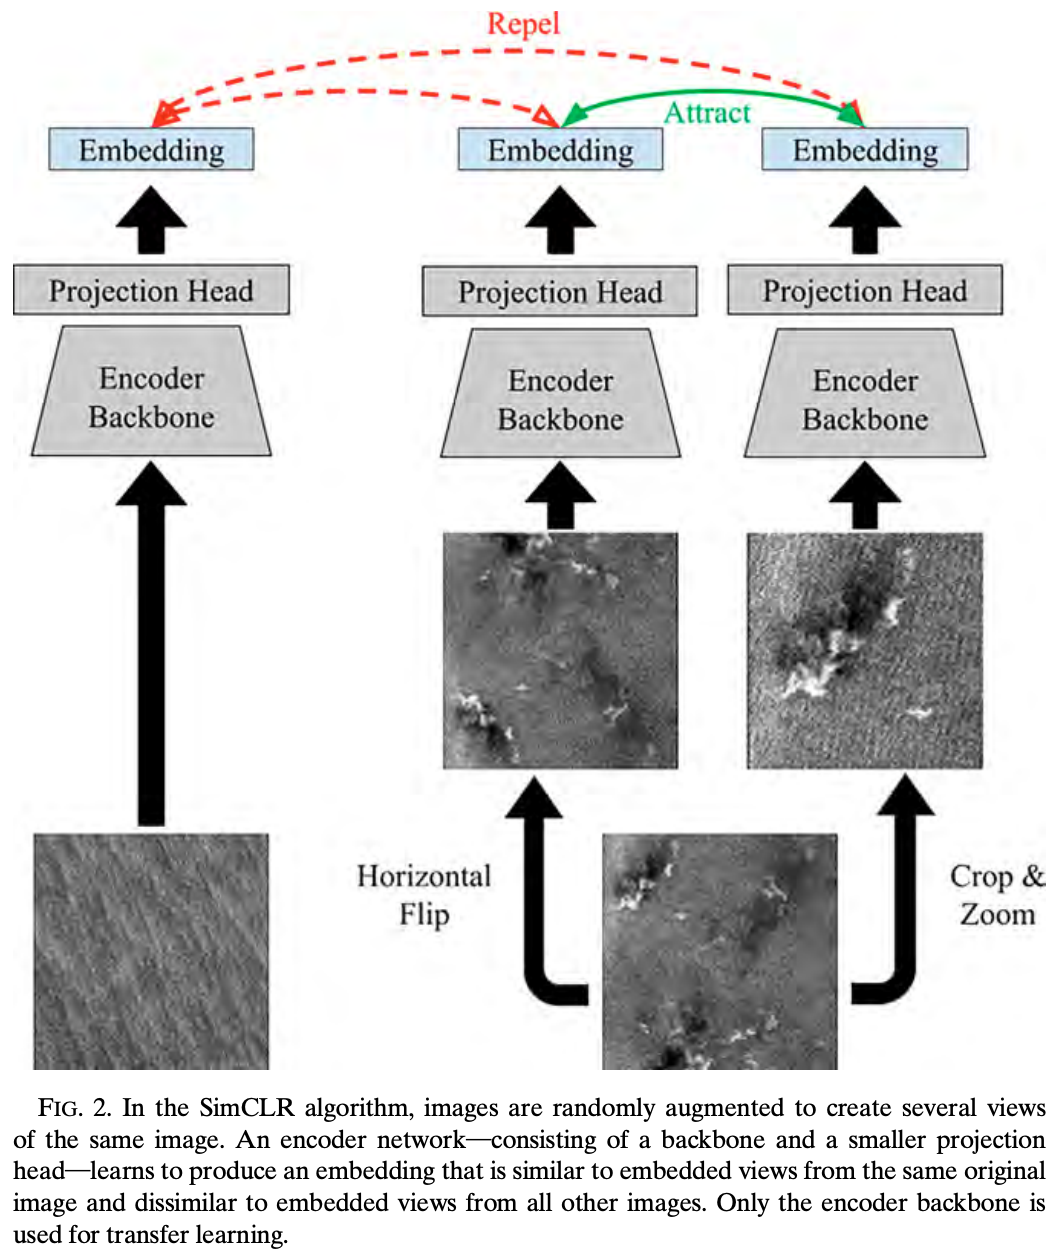 Repel
Attract
Embedding
Embedding
Embedding
Projection Head
Projection Head
Projection Head
Encoder
Backbone
Encoder
Backbone
Encoder
Backbone
Horizontal
Flip
Crop &
Zoom
FIG. 2. In the SimCLR algorithm, images are randomly augmented to create several views
of the same image. An encoder network—consisting of a backbone and a smaller projection
head—learns to produce an embedding that is similar to embedded views from the same original
image and dissimilar to embedded views from all other images. Only the encoder backbone is
used for transfer learning.